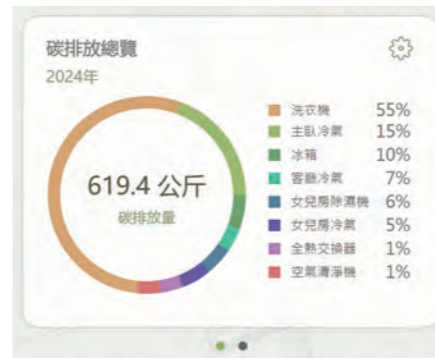 碳排放總覽
2024年
619.4 公斤
碳排放量
洗衣機 55%
主臥冷氣 15%
冰箱 10%
客廳冷氣 7%
女兒房除濕機 6%
女兒房冷氣 5%
全熱交換器 1%
空氣清淨機 1%